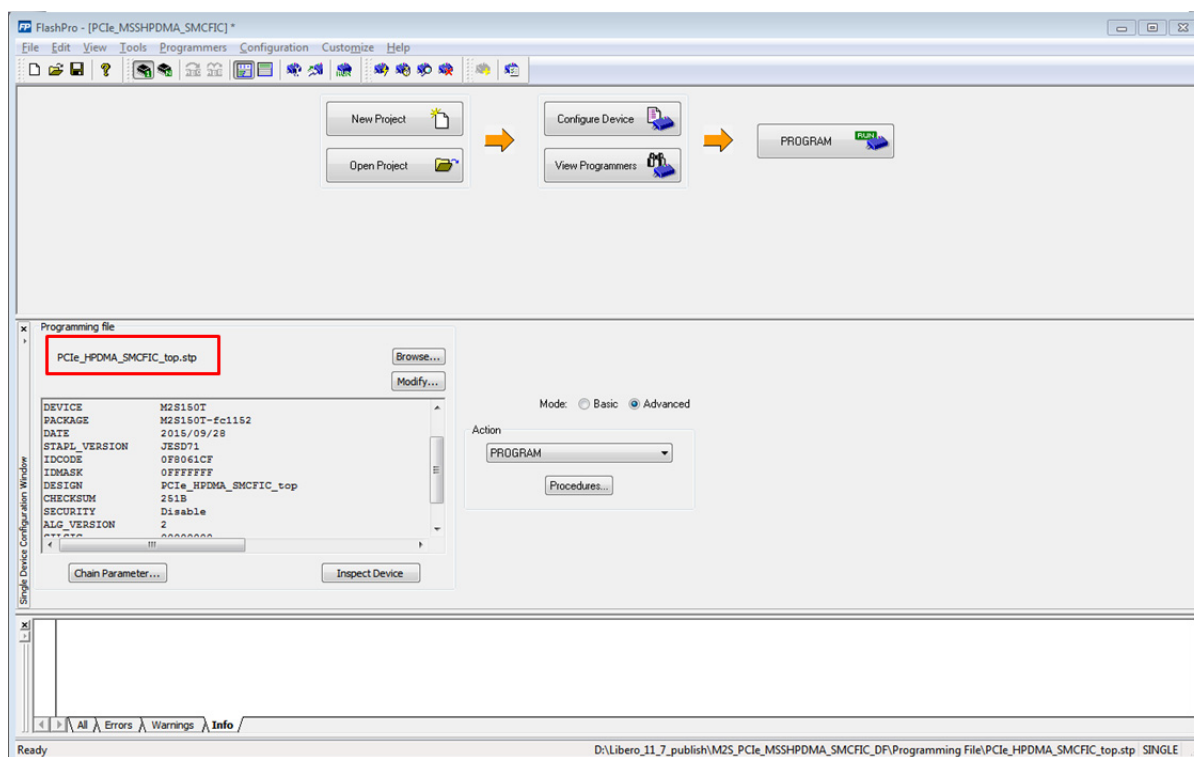 FlashPro - [PCIe_MSSHPDMA_SMCFIC] *
File Edit View Tools Programmers Configuration Customize Help
New Project
Open Project
Configure Device
View Programmers
PROGRAM
RUN
Programming file
PCIe_HPDMA_SMCFIC_top.stp
Browse...
Modify...
DEVICE M2S150T
PACKAGE M2S150T-fc1152
DATE 2015/09/28
STAPL_VERSION JESD71
IDCODE 0F8061CF
IDMASK 0FFFFFFF
DESIGN PCIe_HPDMA_SMCFIC_top
CHECKSUM 251B
SECURITY Disable
ALG_VERSION 2
Chain Parameter...
Inspect Device
Mode: Basic Advanced
Action
PROGRAM
Procedures...
Single Device Configuration Window
All Errors Warnings Info
Ready D:\Libero_11_7_publish\M2S_PCIe_MSSHPDMA_SMCFIC_DF\Programming File\PCIe_HPDMA_SMCFIC_top.stp SINGLE